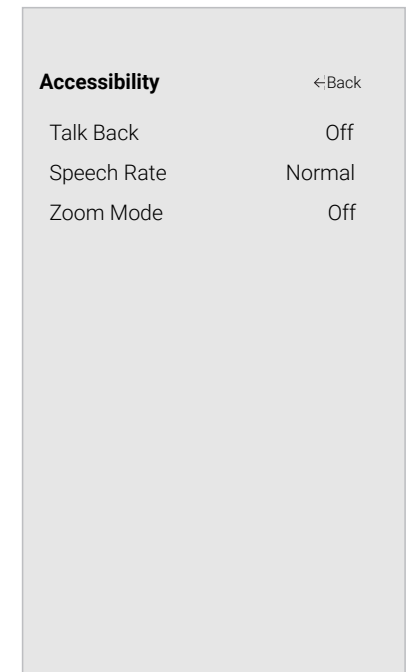 Accessibility ←Back
Talk Back Off
Speech Rate Normal
Zoom Mode Off